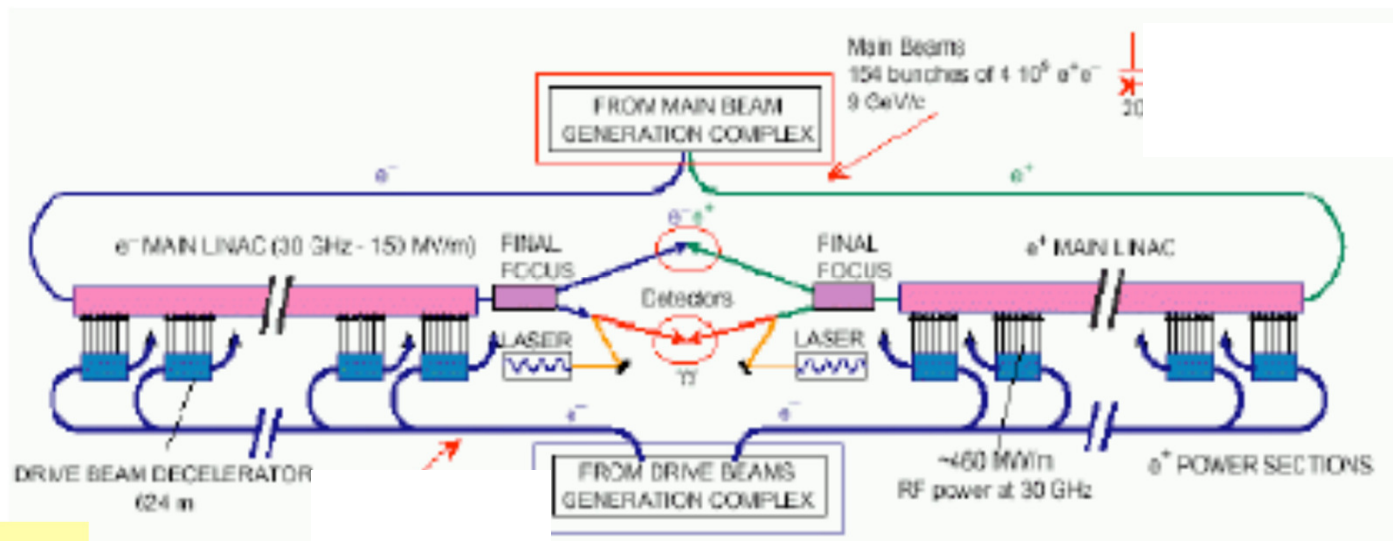 Main Beams
154 bunches of 4 10⁹ e⁺e⁻
9 GeV/c
20
FROM MAIN BEAM
GENERATION COMPLEX
e⁻
e⁺
e⁻e⁺
e⁻ MAIN LINAC (30 GHz - 150 MV/m)
FINAL
FOCUS
FINAL
FOCUS
e⁺ MAIN LINAC
Detectors
LASER
LASER
γγ
e⁻
e⁻
DRIVE BEAM DECELERATOR
624 m
FROM DRIVE BEAMS
GENERATION COMPLEX
~460 MW/m
RF power at 30 GHz
e⁺ POWER SECTIONS